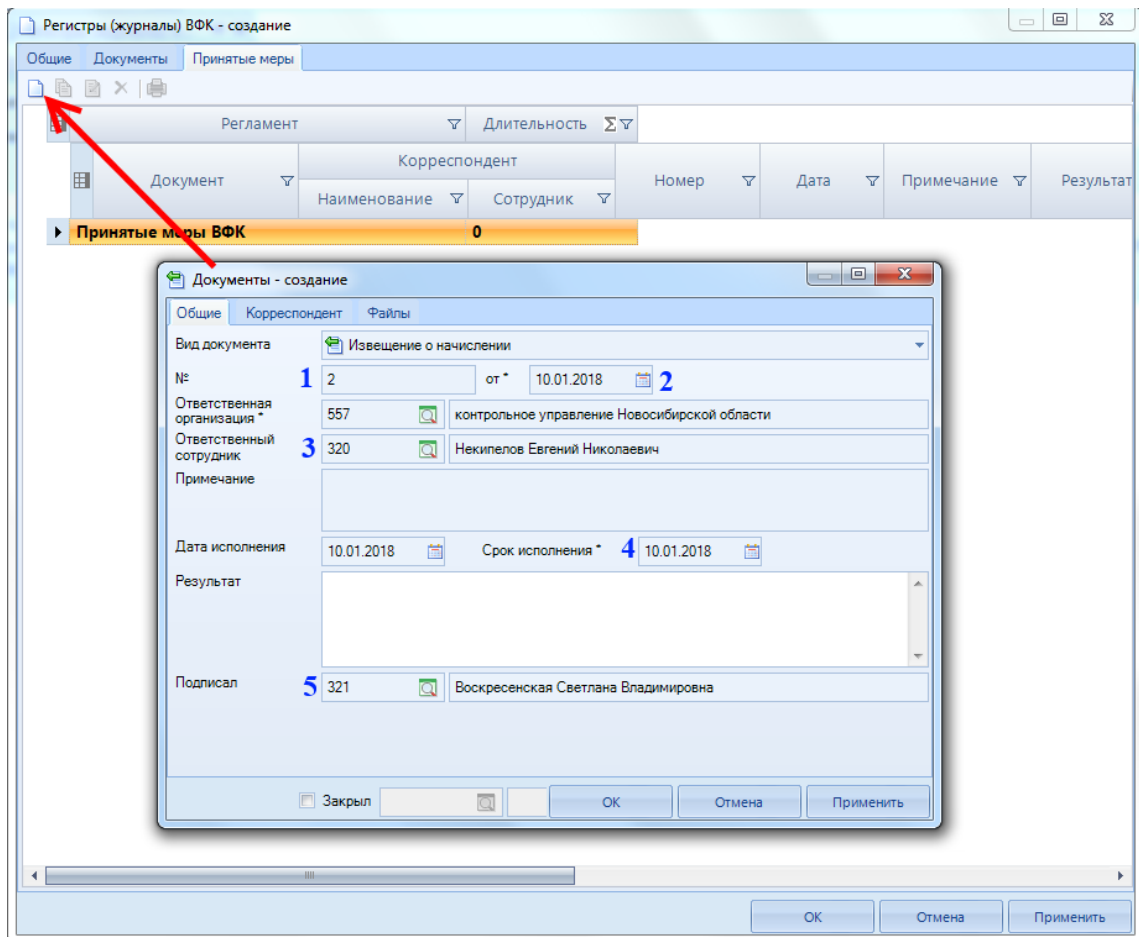 Регистры (журналы) ВФК - создание
Общие Документы Принятые меры
Регламент Длительность Σ
Документ Корреспондент Номер Дата Примечание Результат
Наименование Сотрудник
Принятые меры ВФК 0
Документы - создание
Общие Корреспондент Файлы
Вид документа Извещение о начислении
№ 1 2 от * 10.01.2018 2
Ответственная
организация * 557 контрольное управление Новосибирской области
Ответственный
сотрудник 3 320 Некипелов Евгений Николаевич
Примечание
Дата исполнения 10.01.2018 Срок исполнения * 4 10.01.2018
Результат
Подписал 5 321 Воскресенская Светлана Владимировна
Закрыл ОК Отмена Применить
ОК Отмена Применить